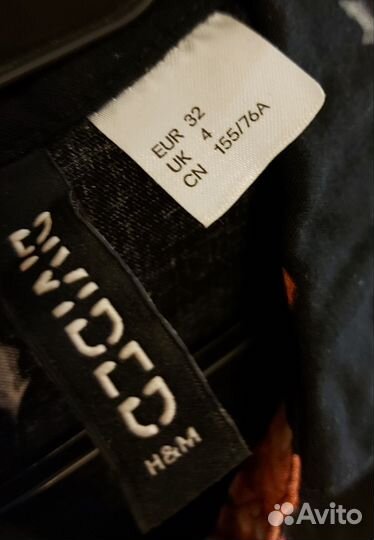 EUR 32
UK 4
CN 155/76A
DIVIDED
H&M
Avito